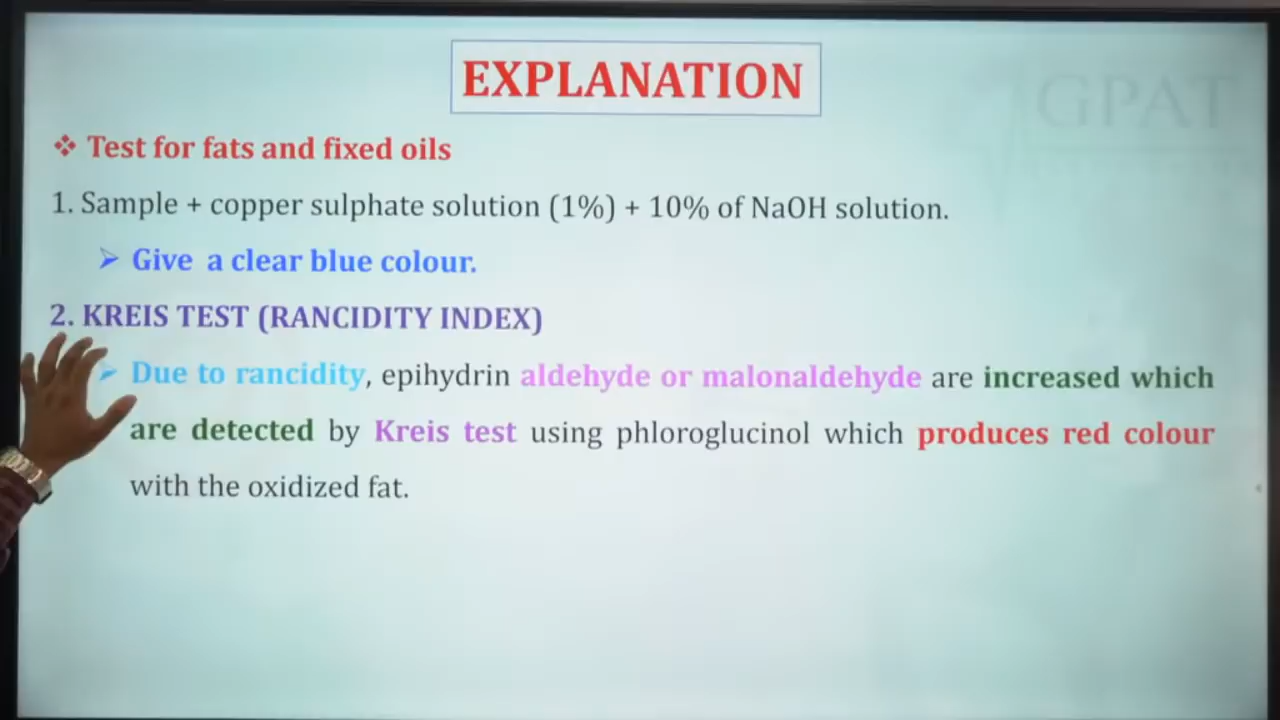 EXPLANATION
GPAT
❖ Test for fats and fixed oils
1. Sample + copper sulphate solution (1%) + 10% of NaOH solution.
➢ Give a clear blue colour.
2. KREIS TEST (RANCIDITY INDEX)
➢ Due to rancidity, epihydrin aldehyde or malonaldehyde are increased which
are detected by Kreis test using phloroglucinol which produces red colour
with the oxidized fat.